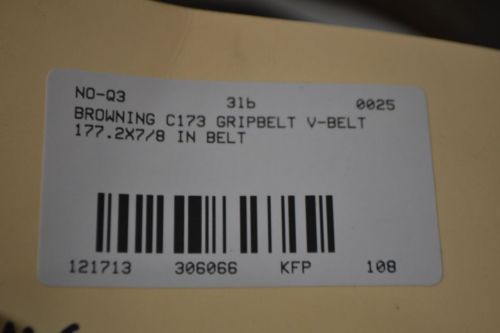 NO-Q3 31b 0025
BROWNING C173 GRIPBELT V-BELT
177.2X7/8 IN BELT
121713 306066 KFP 108